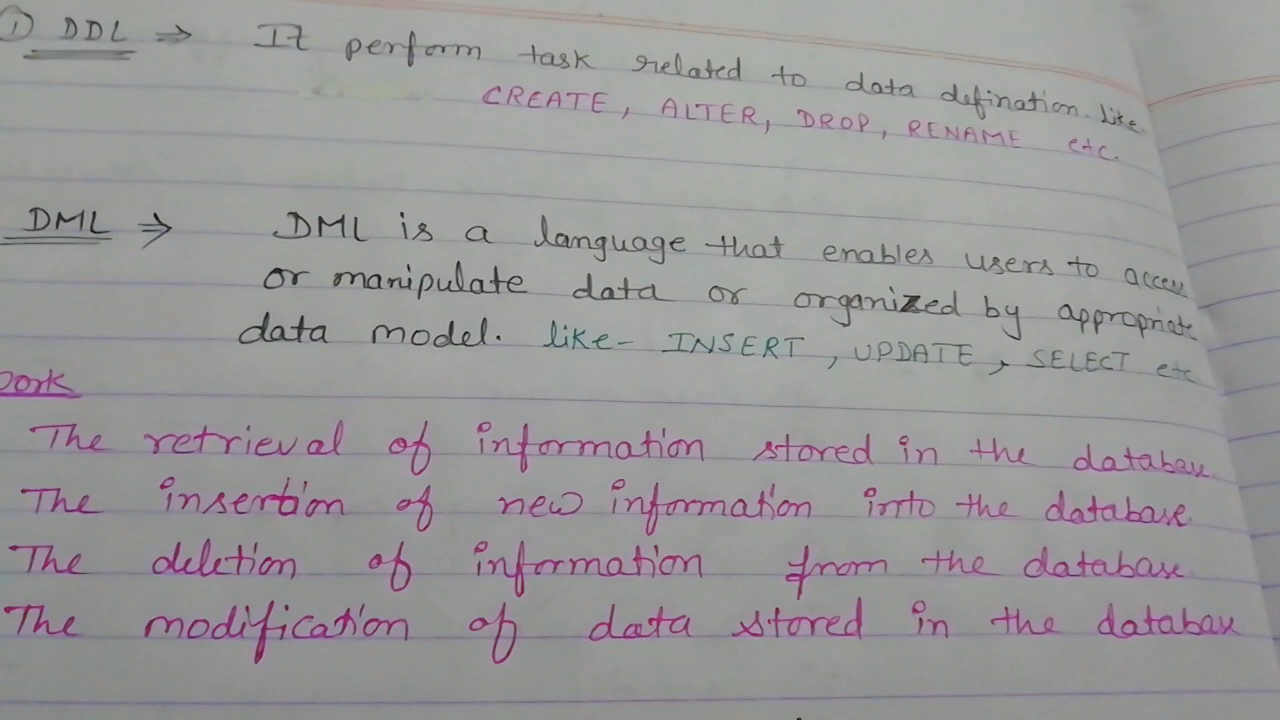 ① DDL ⇒ It perform task related to data defination like
CREATE, ALTER, DROP, RENAME etc.
DML ⇒ DML is a language that enables users to access
or manipulate data or organized by appropriate
data model. like- INSERT, UPDATE, SELECT etc
work
The retrieval of information stored in the database
The insertion of new information into the database.
The deletion of information from the database.
The modification of data stored in the database